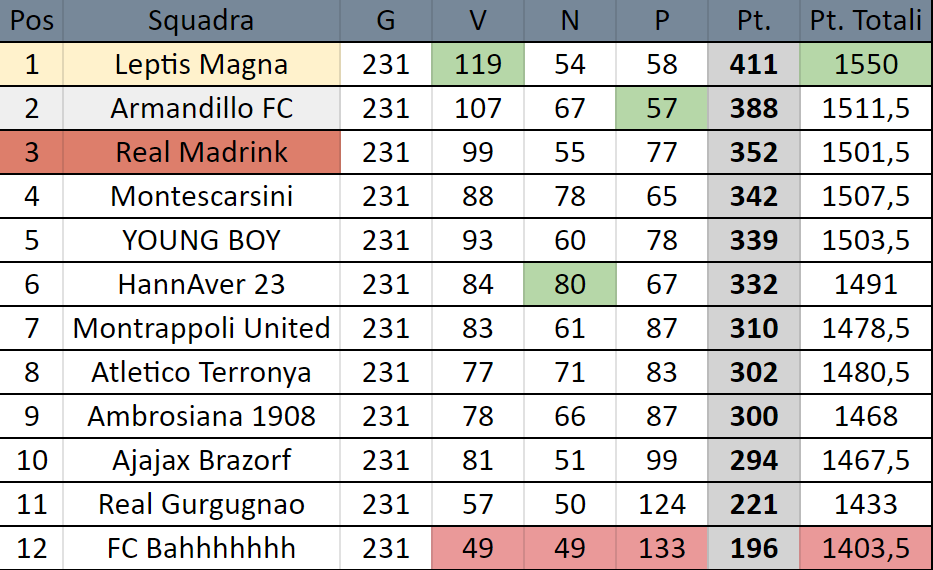 Pos Squadra G V N P Pt. Pt. Totali
1 Leptis Magna 231 119 54 58 411 1550
2 Armandillo FC 231 107 67 57 388 1511,5
3 Real Madrink 231 99 55 77 352 1501,5
4 Montescarsini 231 88 78 65 342 1507,5
5 YOUNG BOY 231 93 60 78 339 1503,5
6 HannAver 23 231 84 80 67 332 1491
7 Montrappoli United 231 83 61 87 310 1478,5
8 Atletico Terronya 231 77 71 83 302 1480,5
9 Ambrosiana 1908 231 78 66 87 300 1468
10 Ajajax Brazorf 231 81 51 99 294 1467,5
11 Real Gurgugnao 231 57 50 124 221 1433
12 FC Bahhhhhhh 231 49 49 133 196 1403,5